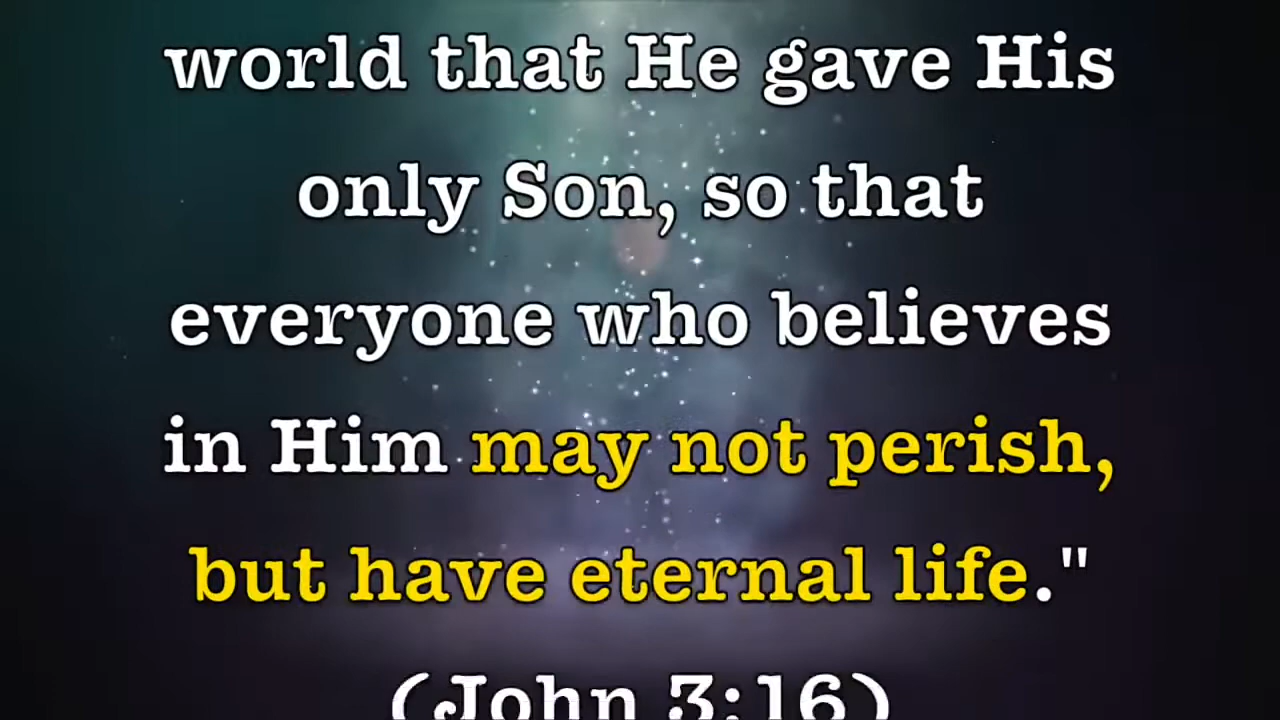 world that He gave His
only Son, so that
everyone who believes
in Him may not perish,
but have eternal life."
(John 3:16)